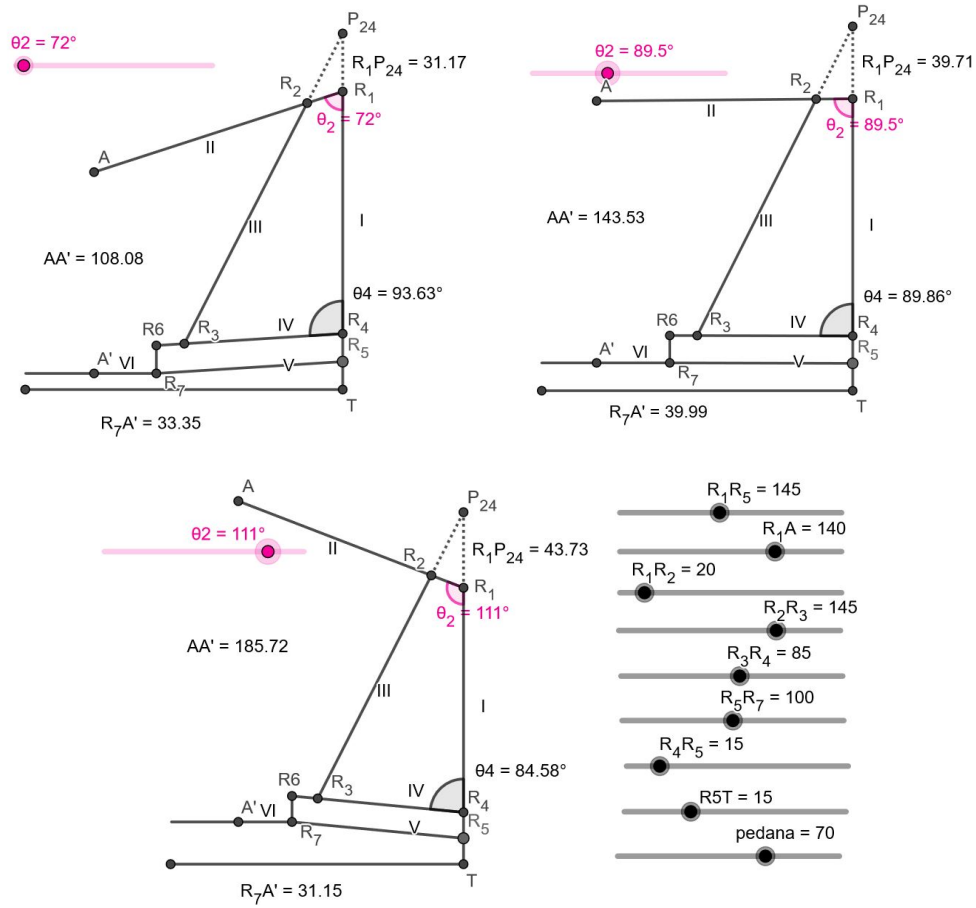 P₂₄
θ2 = 72°
R₁P₂₄ = 31.17
R₂
R₁
θ₂ = 72°
A
II
III
I
AA' = 108.08
θ4 = 93.63°
R6
R₃
IV
R₄
R₅
A'
VI
R₇
V
T
R₇A' = 33.35
P₂₄
θ2 = 89.5°
R₁P₂₄ = 39.71
A
R₂
R₁
II
θ₂ = 89.5°
III
I
AA' = 143.53
θ4 = 89.86°
R6
R₃
IV
R₄
R₅
A'
VI
R₇
V
T
R₇A' = 39.99
A
P₂₄
θ2 = 111°
II
R₂
R₁P₂₄ = 43.73
R₁
θ₂ = 111°
AA' = 185.72
III
I
θ4 = 84.58°
R6
R₃
IV
R₄
R₅
A'
VI
R₇
V
T
R₇A' = 31.15
R₁R₅ = 145
R₁A = 140
R₁R₂ = 20
R₂R₃ = 145
R₃R₄ = 85
R₅R₇ = 100
R₄R₅ = 15
R5T = 15
pedana = 70